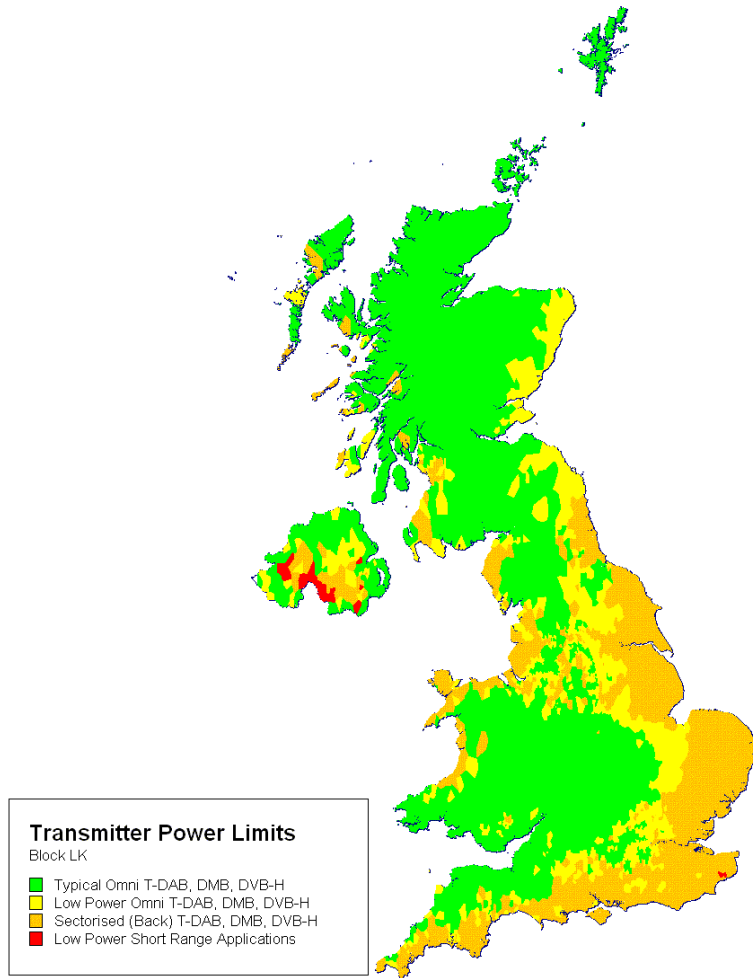 Transmitter Power Limits
Block LK
Typical Omni T-DAB, DMB, DVB-H
Low Power Omni T-DAB, DMB, DVB-H
Sectorised (Back) T-DAB, DMB, DVB-H
Low Power Short Range Applications